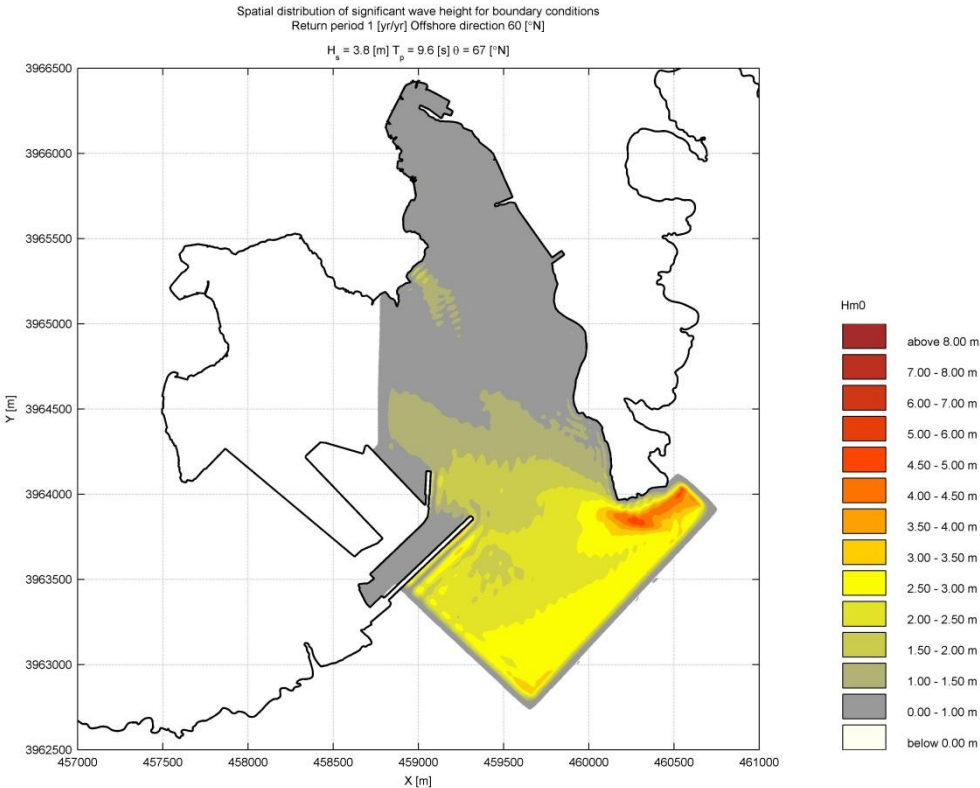 Spatial distribution of significant wave height for boundary conditions
Return period 1 [yr/yr] Offshore direction 60 [°N]
H_s = 3.8 [m] T_p = 9.6 [s] θ = 67 [°N]
3966500
3966000
3965500
3965000
3964500
3964000
3963500
3963000
3962500
Y [m]
457000 457500 458000 458500 459000 459500 460000 460500 461000
X [m]
Hm0
above 8.00 m
7.00 - 8.00 m
6.00 - 7.00 m
5.00 - 6.00 m
4.50 - 5.00 m
4.00 - 4.50 m
3.50 - 4.00 m
3.00 - 3.50 m
2.50 - 3.00 m
2.00 - 2.50 m
1.50 - 2.00 m
1.00 - 1.50 m
0.00 - 1.00 m
below 0.00 m